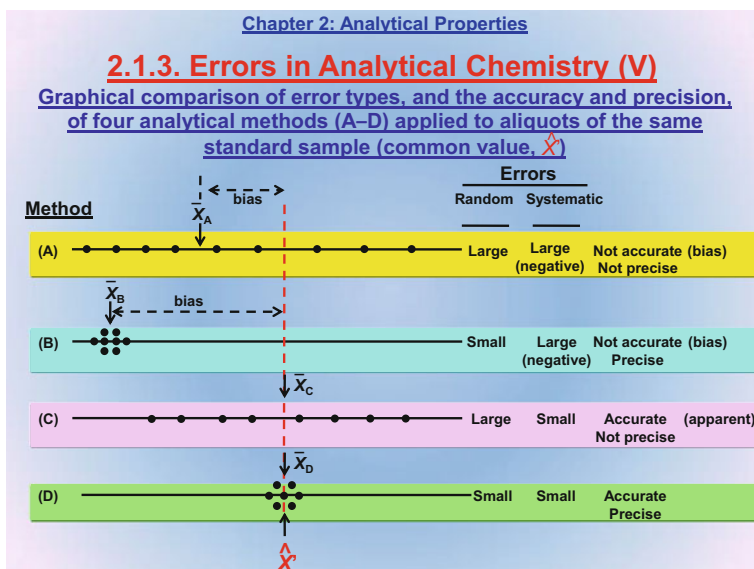 Chapter 2: Analytical Properties
2.1.3. Errors in Analytical Chemistry (V)
Graphical comparison of error types, and the accuracy and precision,
of four analytical methods (A–D) applied to aliquots of the same
standard sample (common value, X̂')
Errors
Random Systematic
Method
X̄A
bias
(A) Large Large (negative) Not accurate (bias)
Not precise
X̄B
bias
(B) Small Large (negative) Not accurate (bias)
Precise
X̄C
(C) Large Small Accurate (apparent)
Not precise
X̄D
(D) Small Small Accurate
Precise
X̂'